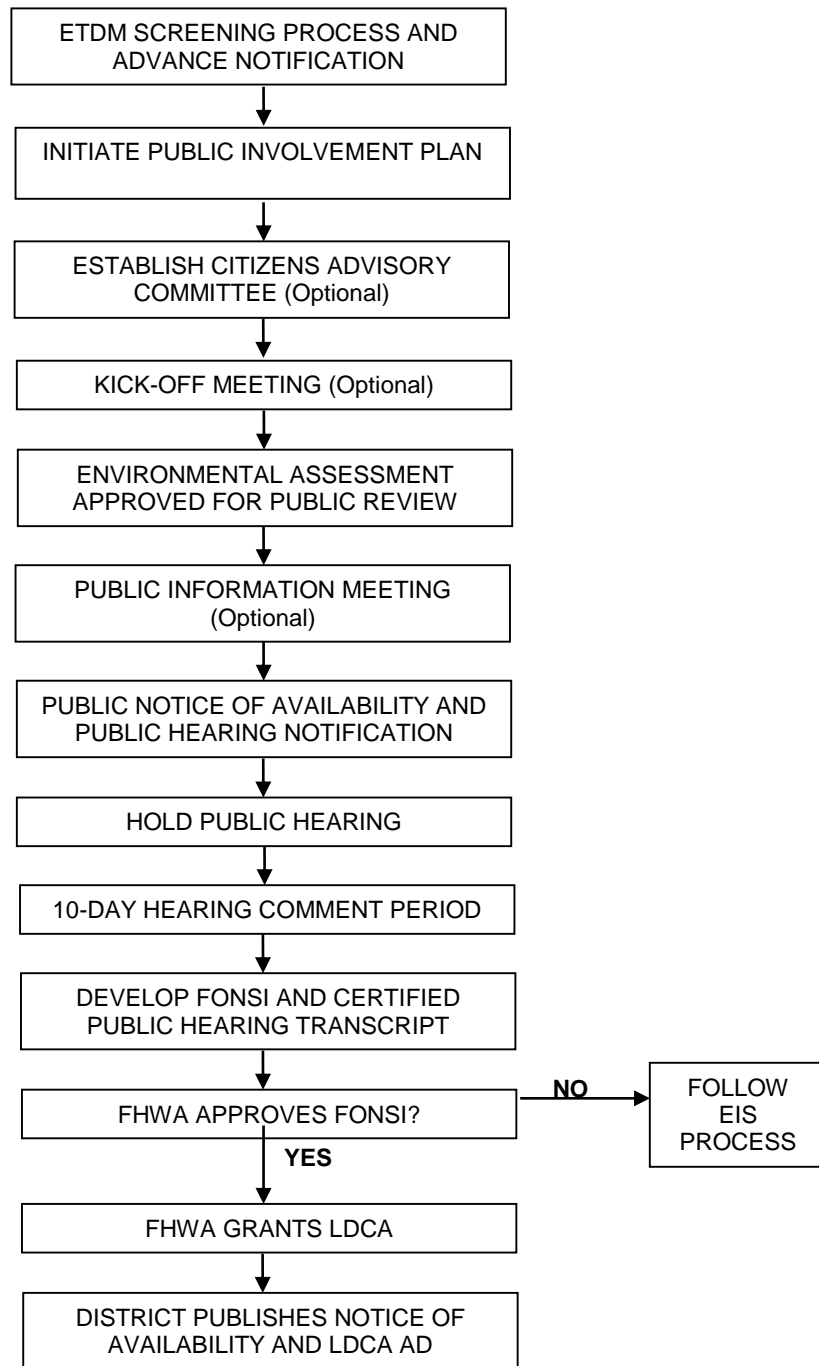 ETDM SCREENING PROCESS AND
ADVANCE NOTIFICATION
INITIATE PUBLIC INVOLVEMENT PLAN
ESTABLISH CITIZENS ADVISORY
COMMITTEE (Optional)
KICK-OFF MEETING (Optional)
ENVIRONMENTAL ASSESSMENT
APPROVED FOR PUBLIC REVIEW
PUBLIC INFORMATION MEETING
(Optional)
PUBLIC NOTICE OF AVAILABILITY AND
PUBLIC HEARING NOTIFICATION
HOLD PUBLIC HEARING
10-DAY HEARING COMMENT PERIOD
DEVELOP FONSI AND CERTIFIED
PUBLIC HEARING TRANSCRIPT
FHWA APPROVES FONSI?
NO
FOLLOW
EIS
PROCESS
YES
FHWA GRANTS LDCA
DISTRICT PUBLISHES NOTICE OF
AVAILABILITY AND LDCA AD